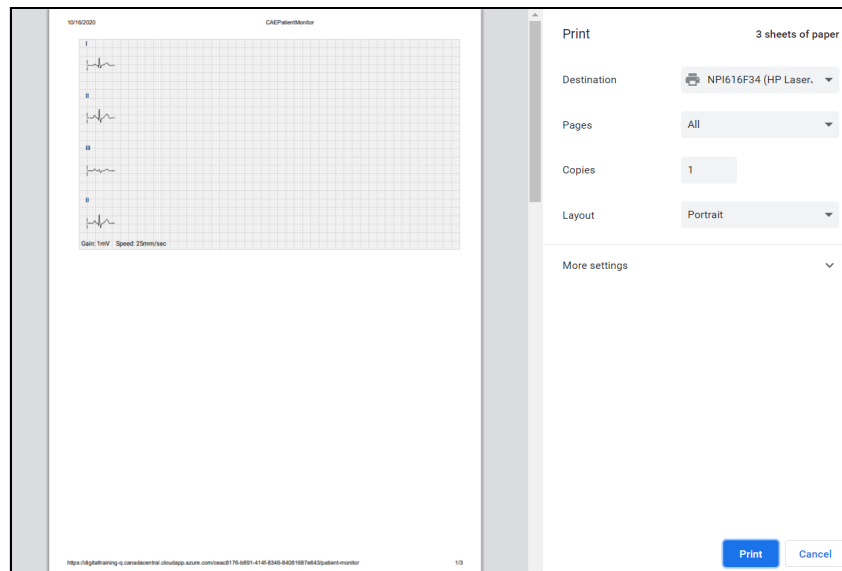 10/16/2020 CAEPatientMonitor
I
II
III
II
Gain: 1mV Speed: 25mm/sec
https://digitaltraining-q.canadacentral.cloudapp.azure.com/ceac6176-b891-414f-8346-84081687e643/patient-monitor 1/3
Print 3 sheets of paper
Destination NPI616F34 (HP Laser
Pages All
Copies 1
Layout Portrait
More settings
Print Cancel